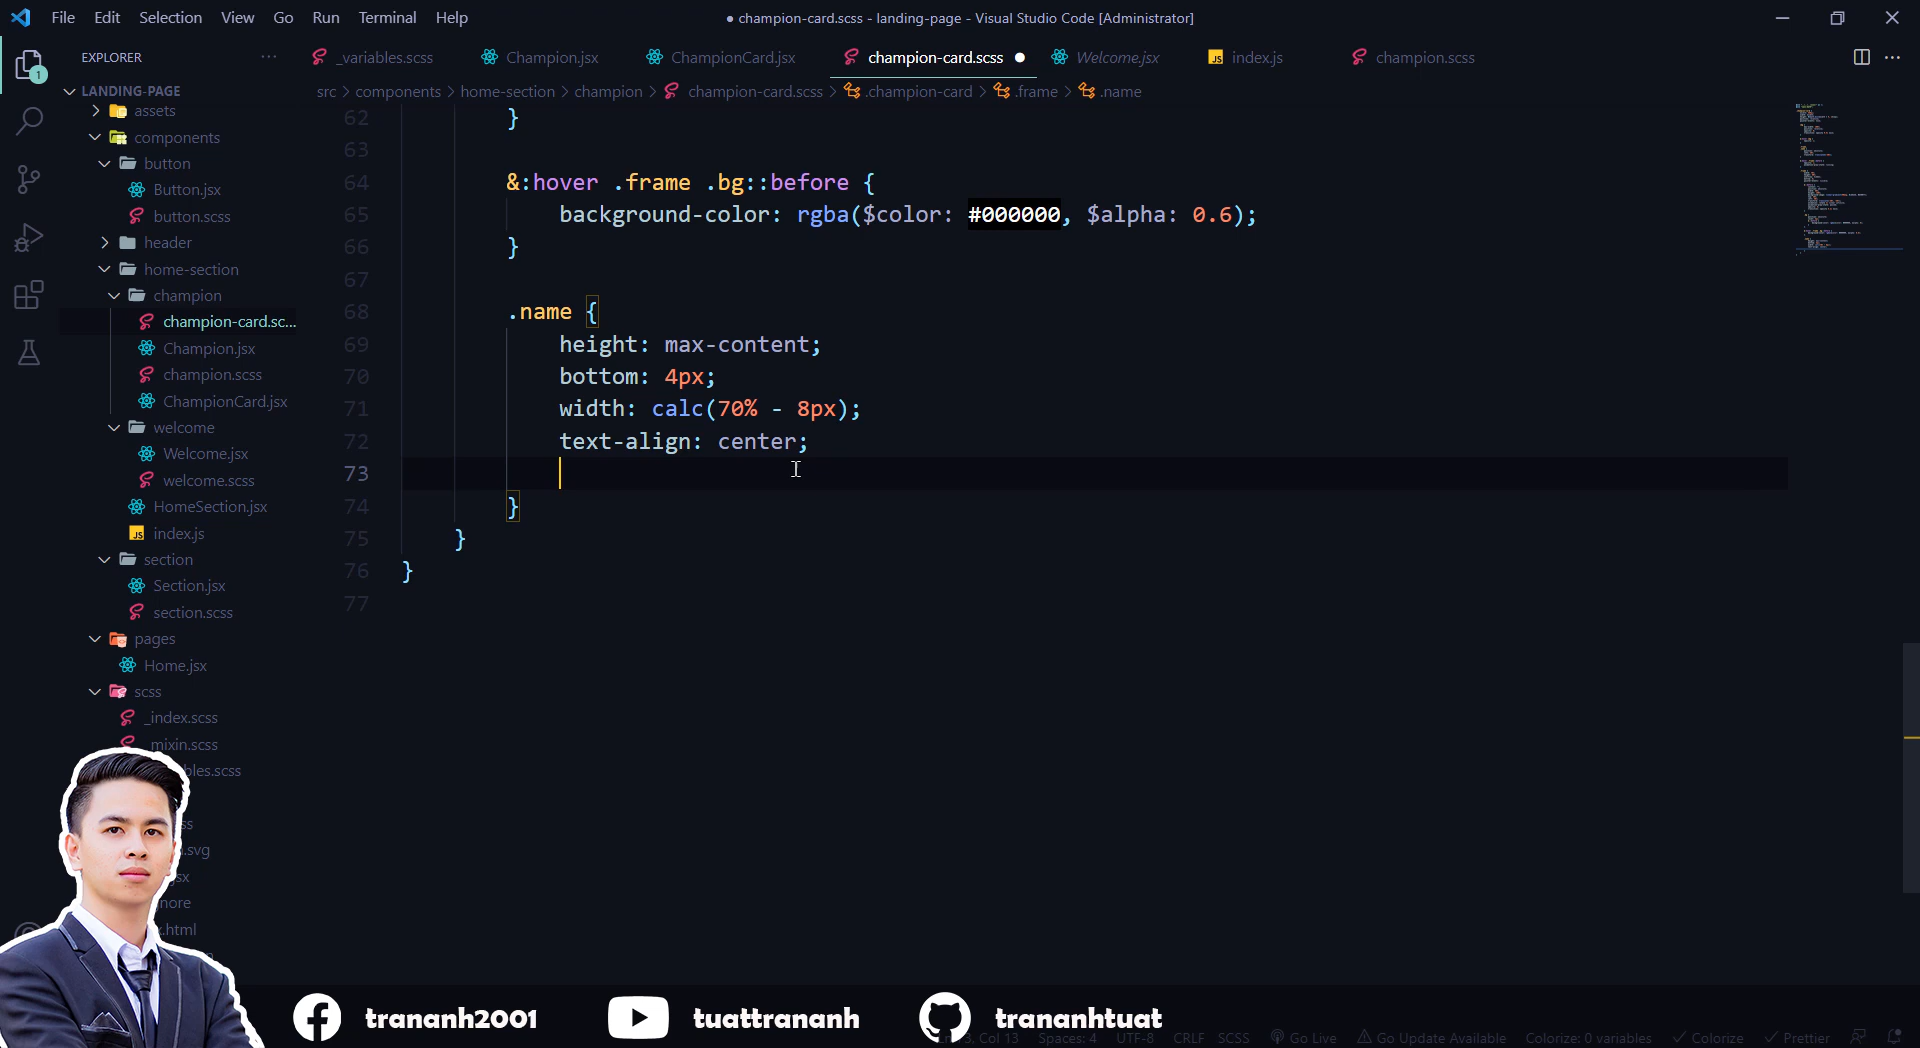 File Edit Selection View Go Run Terminal Help
● champion-card.scss - landing-page - Visual Studio Code [Administrator]
EXPLORER ···
_variables.scss Champion.jsx ChampionCard.jsx champion-card.scss ● Welcome.jsx JS index.js champion.scss
1
LANDING-PAGE
src > components > home-section > champion > champion-card.scss > .champion-card > .frame > .name
assets
components
button
Button.jsx
button.scss
header
home-section
champion
champion-card.sc...
Champion.jsx
champion.scss
ChampionCard.jsx
welcome
Welcome.jsx
welcome.scss
HomeSection.jsx
JS index.js
section
Section.jsx
section.scss
pages
Home.jsx
scss
_index.scss
mixin.scss
bles.scss
.svg
jsx
nore
.html
62 }
63
64 &:hover .frame .bg::before {
65 background-color: rgba($color: #000000, $alpha: 0.6);
66 }
67
68 .name {
69 height: max-content;
70 bottom: 4px;
71 width: calc(70% - 8px);
72 text-align: center;
73
74 }
75 }
76 }
77
trananh2001 tuattrananh trananhtuat
Col 13 Spaces: 4 UTF-8 CRLF SCSS Go Live Go Update Available Colorize: 0 variables Colorize Prettier